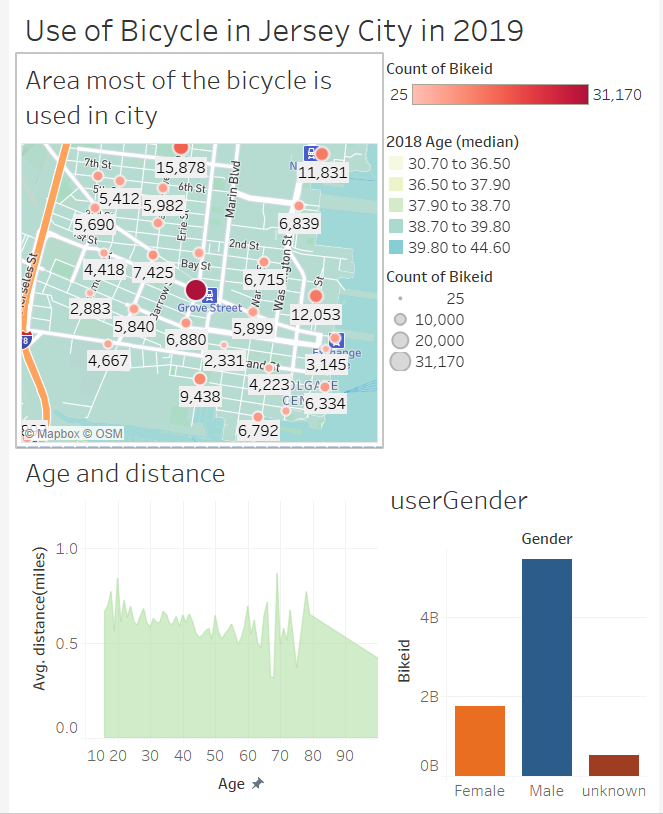 Use of Bicycle in Jersey City in 2019
Area most of the bicycle is
used in city
7th St
15,878
N
11,831
5,412
6th St
5,982
Marin Blvd
5,690
Erie St
6,839
2nd St
4,418
7,425
Bay St
6,715
St
2,883
Grove Street
12,053
5,840
5,899
6,880
4,667
2,331
and St
3,145
4,223
9,438
6,334
6,792
© Mapbox © OSM
Count of Bikeid
25
31,170
2018 Age (median)
30.70 to 36.50
36.50 to 37.90
37.90 to 38.70
38.70 to 39.80
39.80 to 44.60
Count of Bikeid
25
10,000
20,000
31,170
Age and distance
Avg. distance(miles)
1.0
0.5
0.0
10 20 30 40 50 60 70 80 90
Age
userGender
Gender
Bikeid
4B
2B
0B
Female Male unknown